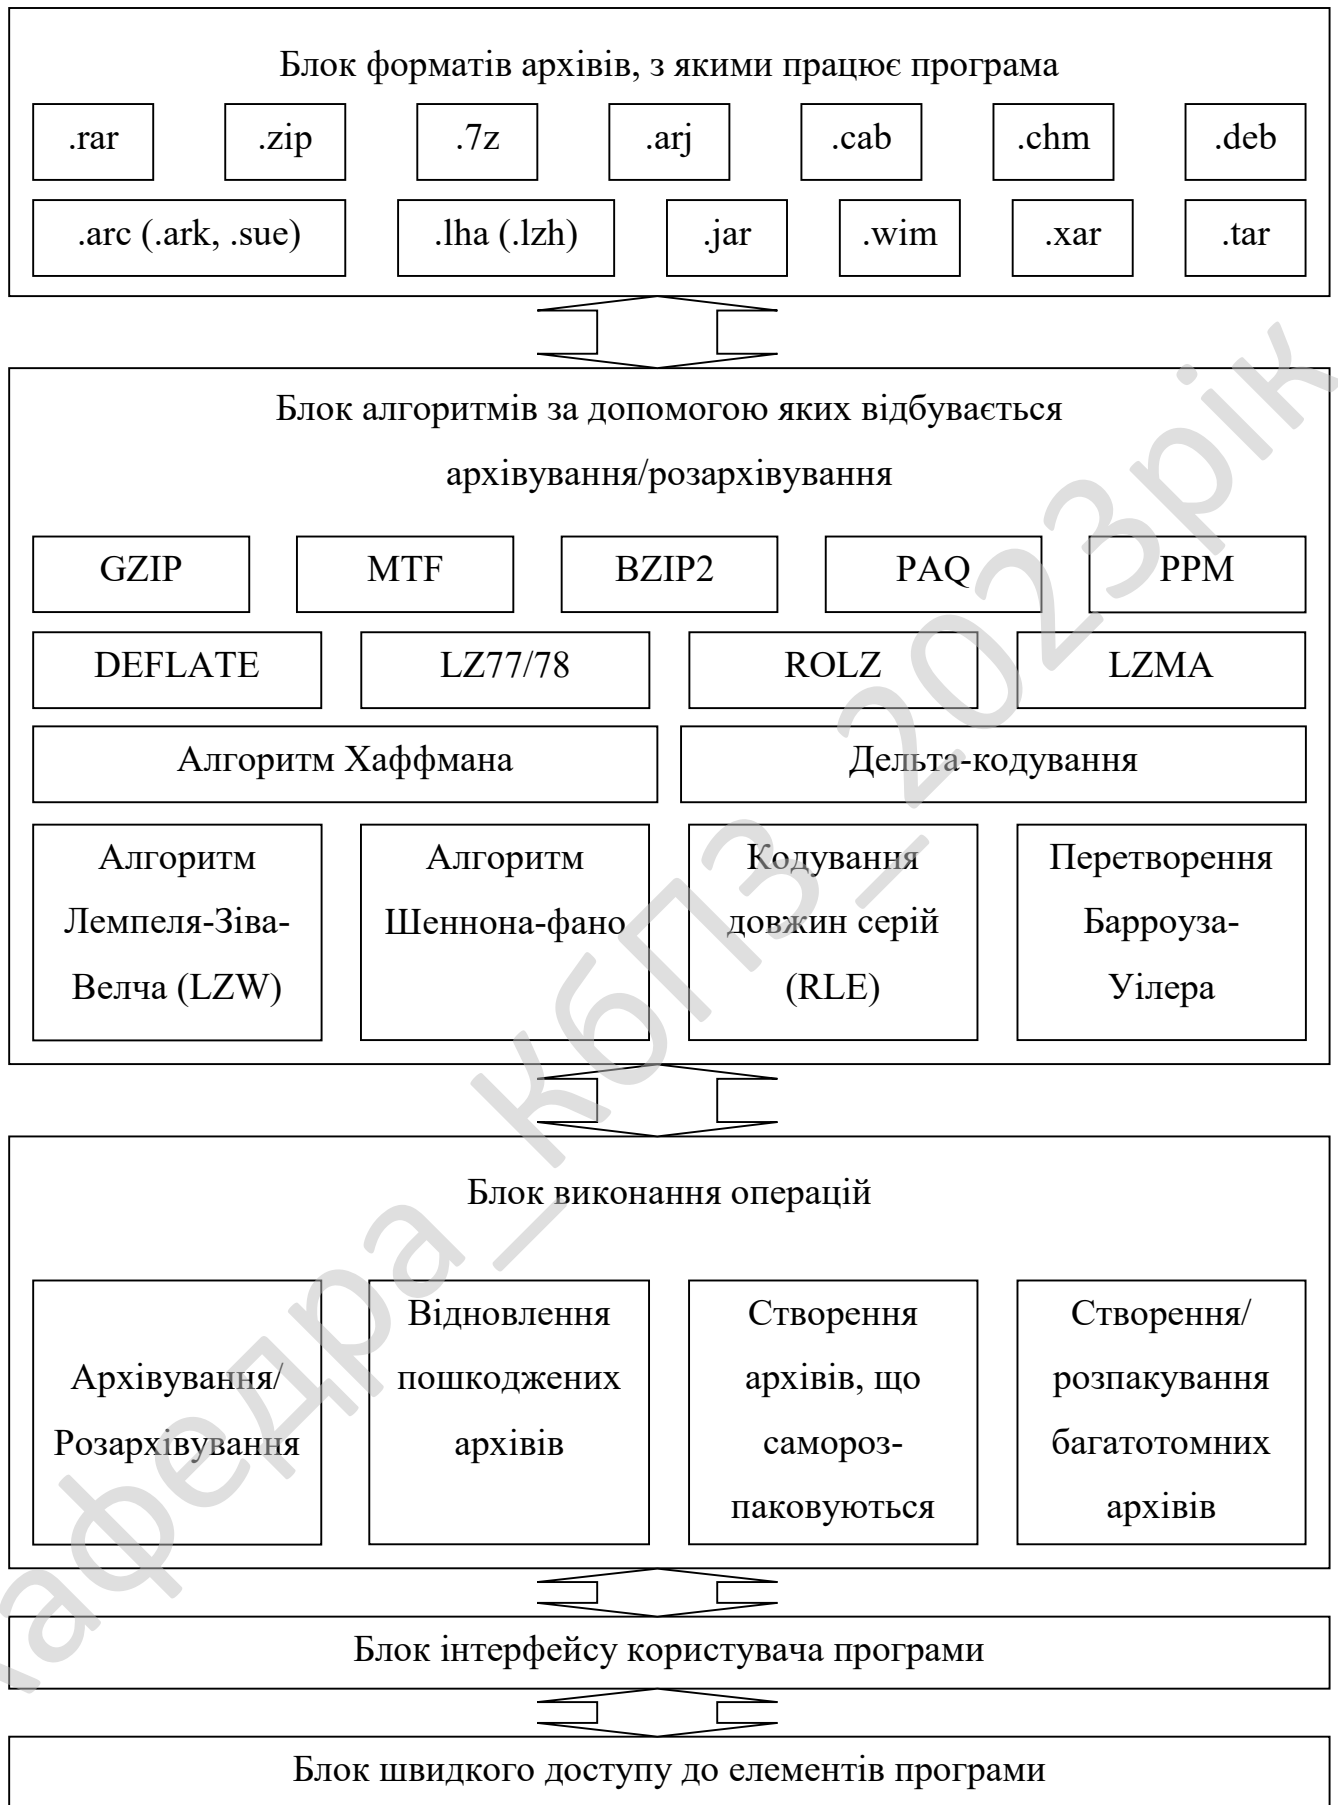 Блок форматів архівів, з якими працює програма
.rar .zip .7z .arj .cab .chm .deb
.arc (.ark, .sue) .lha (.lzh) .jar .wim .xar .tar
Блок алгоритмів за допомогою яких відбувається
архівування/розархівування
GZIP MTF BZIP2 PAQ PPM
DEFLATE LZ77/78 ROLZ LZMA
Алгоритм Хаффмана Дельта-кодування
Алгоритм
Лемпеля-Зіва-
Велча (LZW)
Алгоритм
Шеннона-фано
Кодування
довжин серій
(RLE)
Перетворення
Барроуза-
Уілера
Блок виконання операцій
Архівування/
Розархівування
Відновлення
пошкоджених
архівів
Створення
архівів, що
самороз-
паковуються
Створення/
розпакування
багатотомних
архівів
Блок інтерфейсу користувача програми
Блок швидкого доступу до елементів програми
кафедра_КбПЗ_2023рік